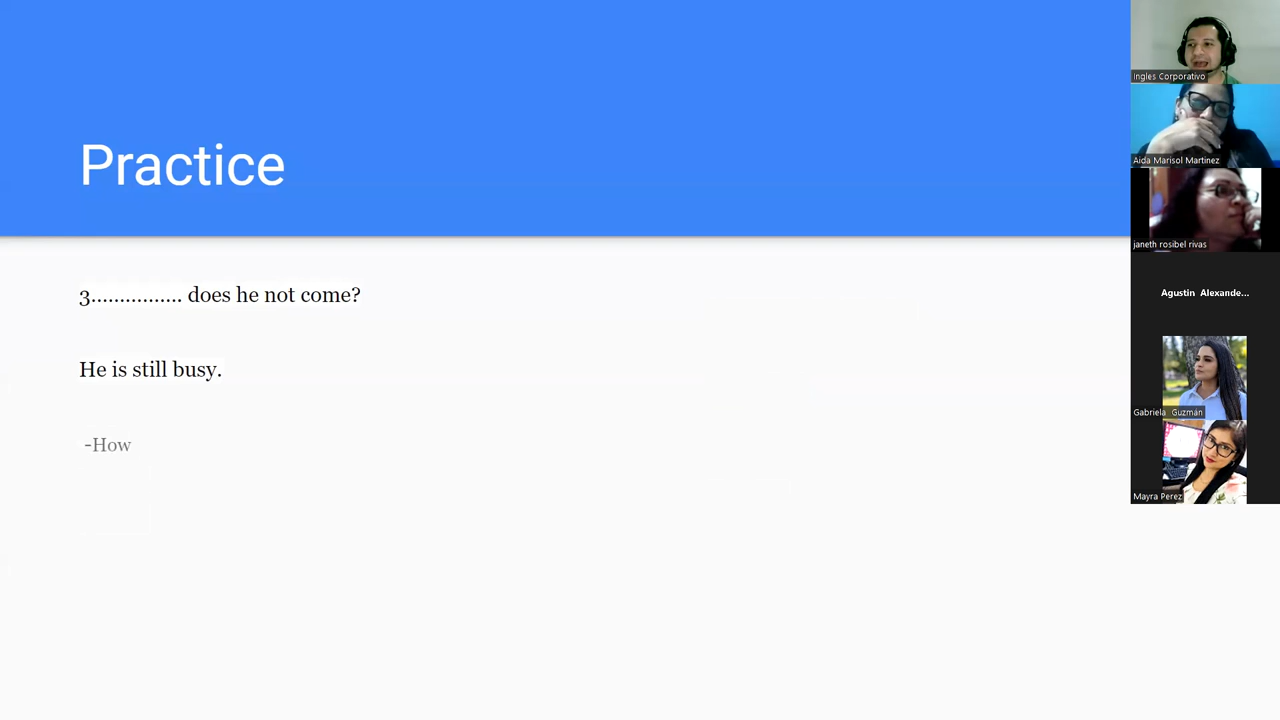 Practice
3................ does he not come?
He is still busy.
-How
Ingles Corporativo
Aida Marisol Martinez
janeth rosibel rivas
Agustin Alexande...
Gabriela Guzmán
Mayra Perez